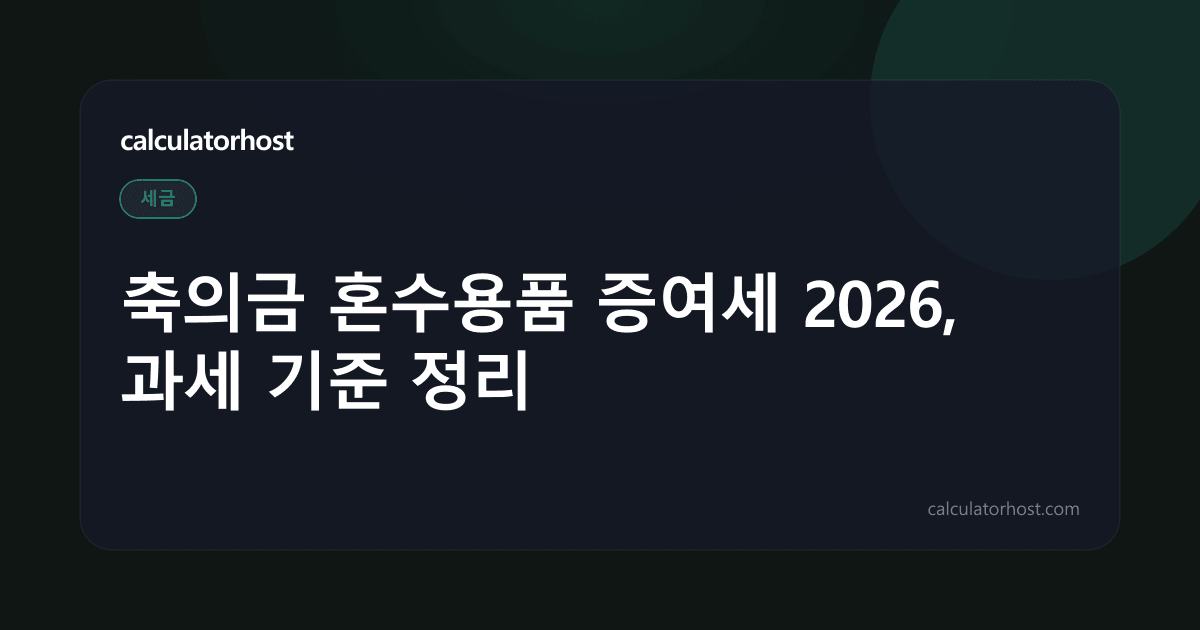 calculatorhost
세금
축의금 혼수용품 증여세 2026,
과세 기준 정리
calculatorhost.com